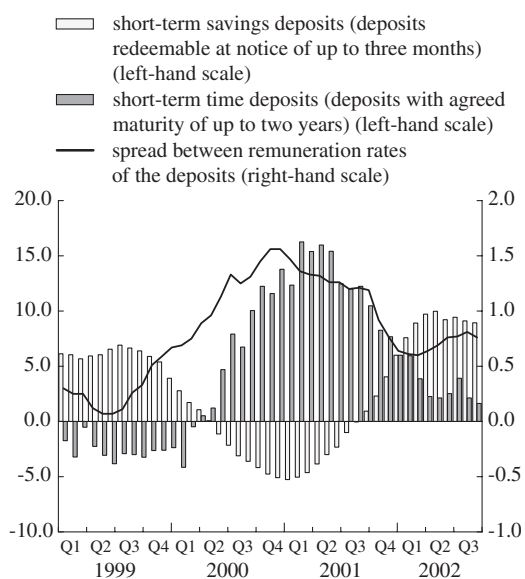 short-term savings deposits (deposits
redeemable at notice of up to three months)
(left-hand scale)
short-term time deposits (deposits with agreed
maturity of up to two years) (left-hand scale)
spread between remuneration rates
of the deposits (right-hand scale)
20.0 2.0
15.0 1.5
10.0 1.0
5.0 0.5
0.0 0.0
-5.0 0.5
-10.0 1.0
Q1 Q2 Q3 Q4 Q1 Q2 Q3 Q4 Q1 Q2 Q3 Q4 Q1 Q2 Q3
1999 2000 2001 2002